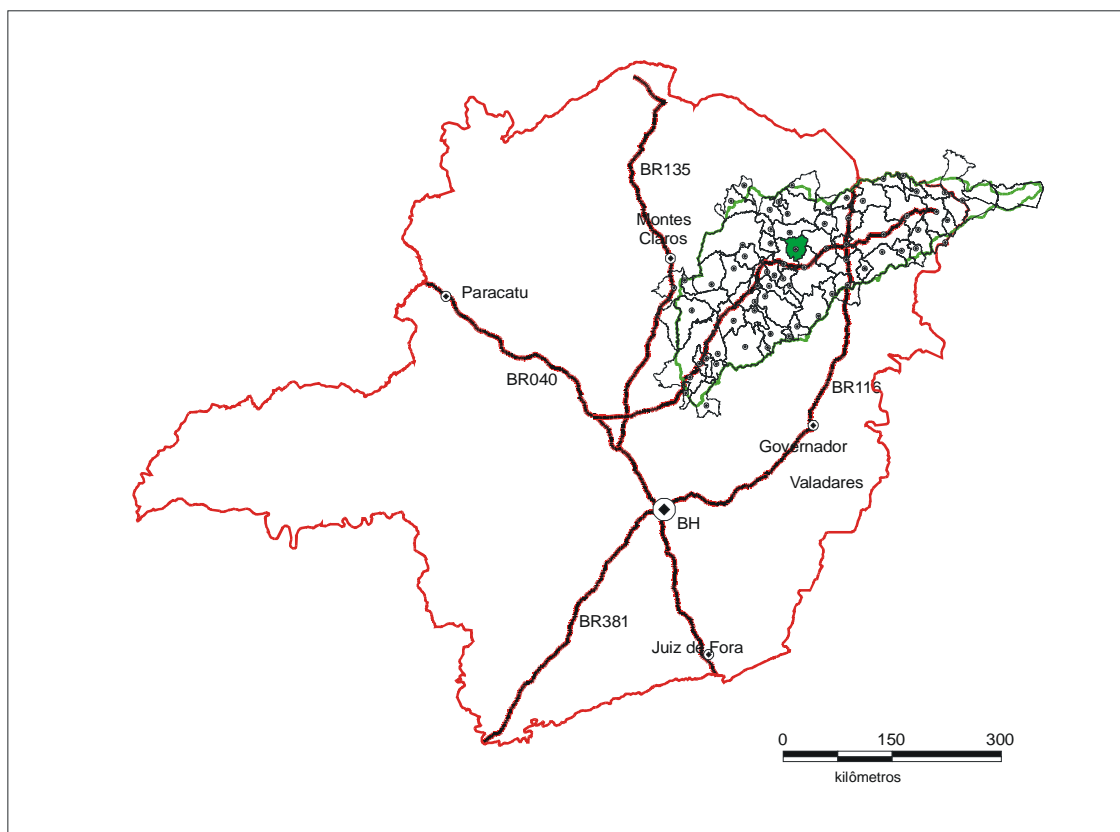 BR135
Montes
Claros
Paracatu
BR040
BR116
Governador
Valadares
BH
BR381
Juiz de Fora
0 150 300
kilômetros